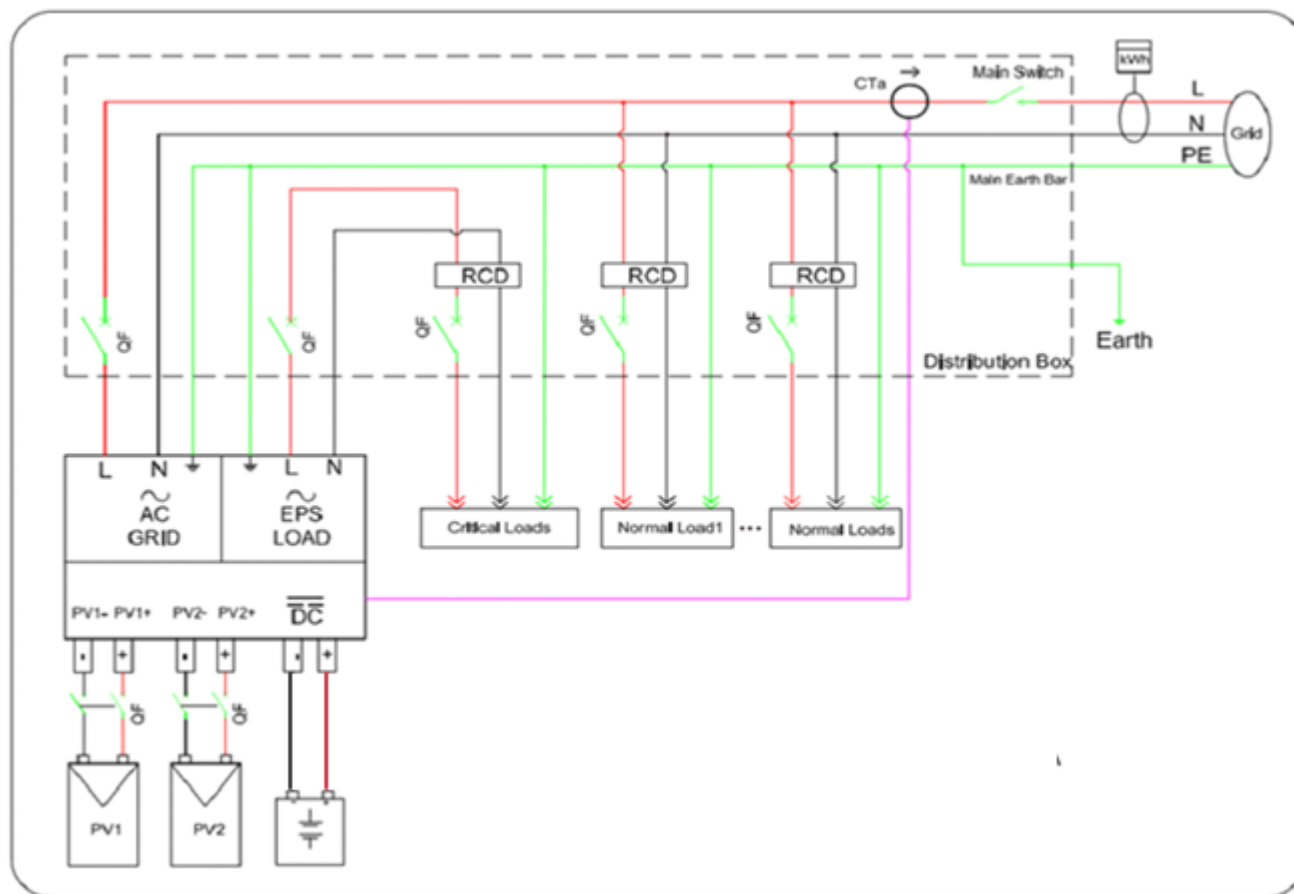 kWh
CTa
Main Switch
L
N
Grid
PE
Main Earth Bar
RCD
RCD
RCD
QF
QF
QF
QF
QF
Earth
Distribution Box
L
N
L
N
AC
GRID
EPS
LOAD
Critical Loads
Normal Load1
...
Normal Loads
PV1-
PV1+
PV2-
PV2+
DC
-
+
-
+
-
+
QF
QF
PV1
PV2